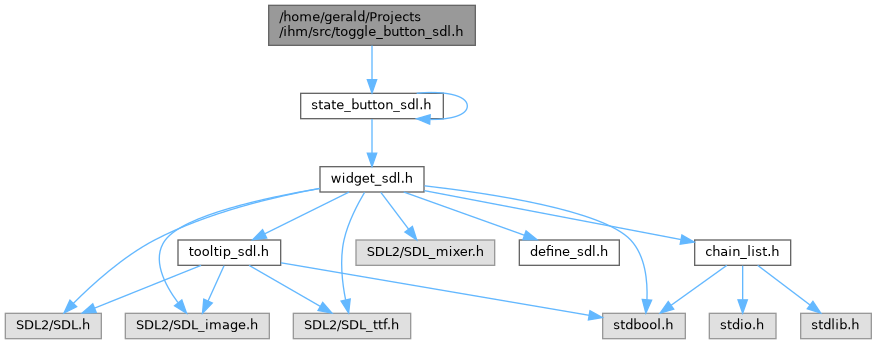 /home/gerald/Projects
/ihm/src/toggle_button_sdl.h
state_button_sdl.h
widget_sdl.h
tooltip_sdl.h
SDL2/SDL_mixer.h
define_sdl.h
chain_list.h
SDL2/SDL.h
SDL2/SDL_image.h
SDL2/SDL_ttf.h
stdbool.h
stdio.h
stdlib.h